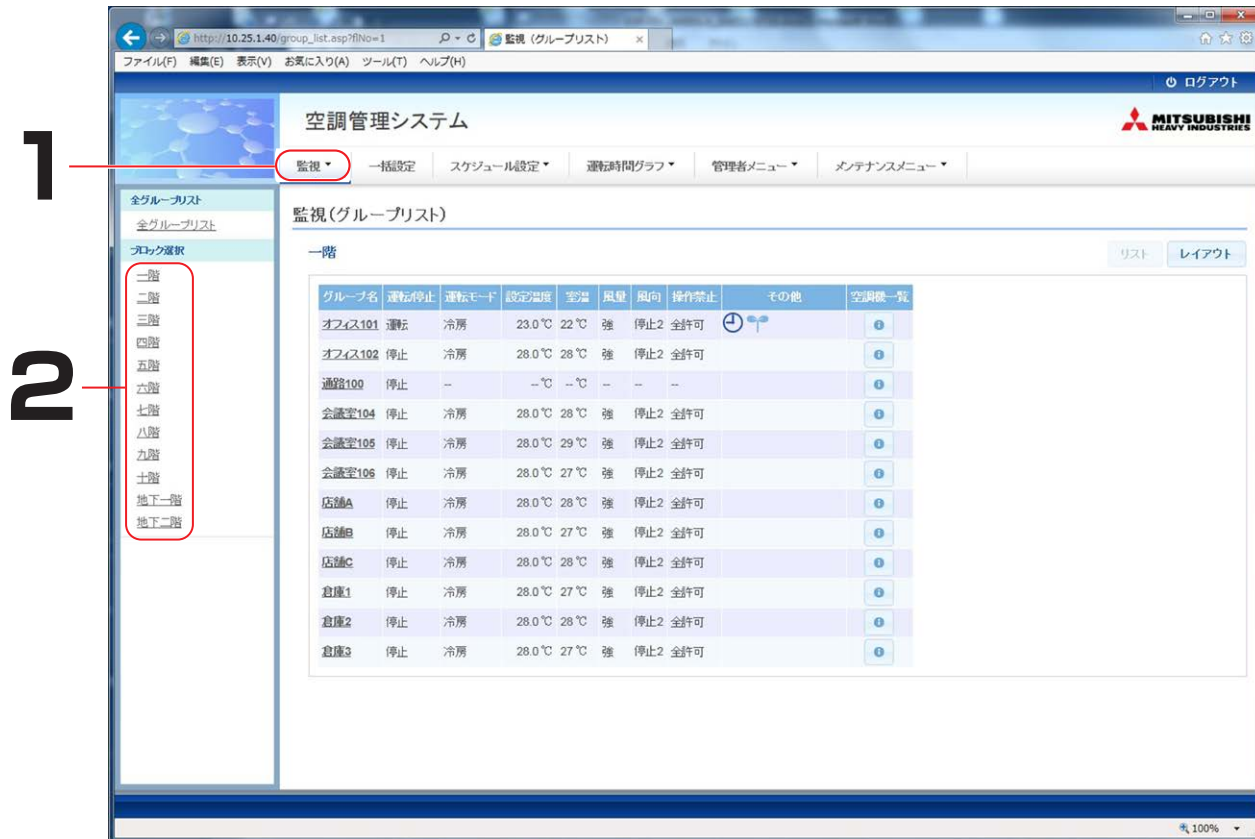 http://10.25.1.40/group_list.asp?flNo=1
監視（グループリスト）
ファイル(F) 編集(E) 表示(V) お気に入り(A) ツール(T) ヘルプ(H)
ログアウト
空調管理システム
MITSUBISHI
HEAVY INDUSTRIES
1
監視 一括設定 スケジュール設定 運転時間グラフ 管理者メニュー メンテナンスメニュー
全グループリスト
全グループリスト
ブロック選択
2
一階
二階
三階
四階
五階
六階
七階
八階
九階
十階
地下一階
地下二階
監視(グループリスト)
一階
リスト レイアウト
グループ名 運転/停止 運転モード 設定温度 室温 風量 風向 操作禁止 その他 空調機一覧
オフィス101 運転 冷房 23.0℃ 22℃ 強 停止2 全許可
オフィス102 停止 冷房 28.0℃ 28℃ 強 停止2 全許可
通路100 停止 -- --℃ --℃ -- -- --
会議室104 停止 冷房 28.0℃ 28℃ 強 停止2 全許可
会議室105 停止 冷房 28.0℃ 29℃ 強 停止2 全許可
会議室106 停止 冷房 28.0℃ 27℃ 強 停止2 全許可
店舗A 停止 冷房 28.0℃ 28℃ 強 停止2 全許可
店舗B 停止 冷房 28.0℃ 27℃ 強 停止2 全許可
店舗C 停止 冷房 28.0℃ 28℃ 強 停止2 全許可
倉庫1 停止 冷房 28.0℃ 27℃ 強 停止2 全許可
倉庫2 停止 冷房 28.0℃ 28℃ 強 停止2 全許可
倉庫3 停止 冷房 28.0℃ 27℃ 強 停止2 全許可
100%